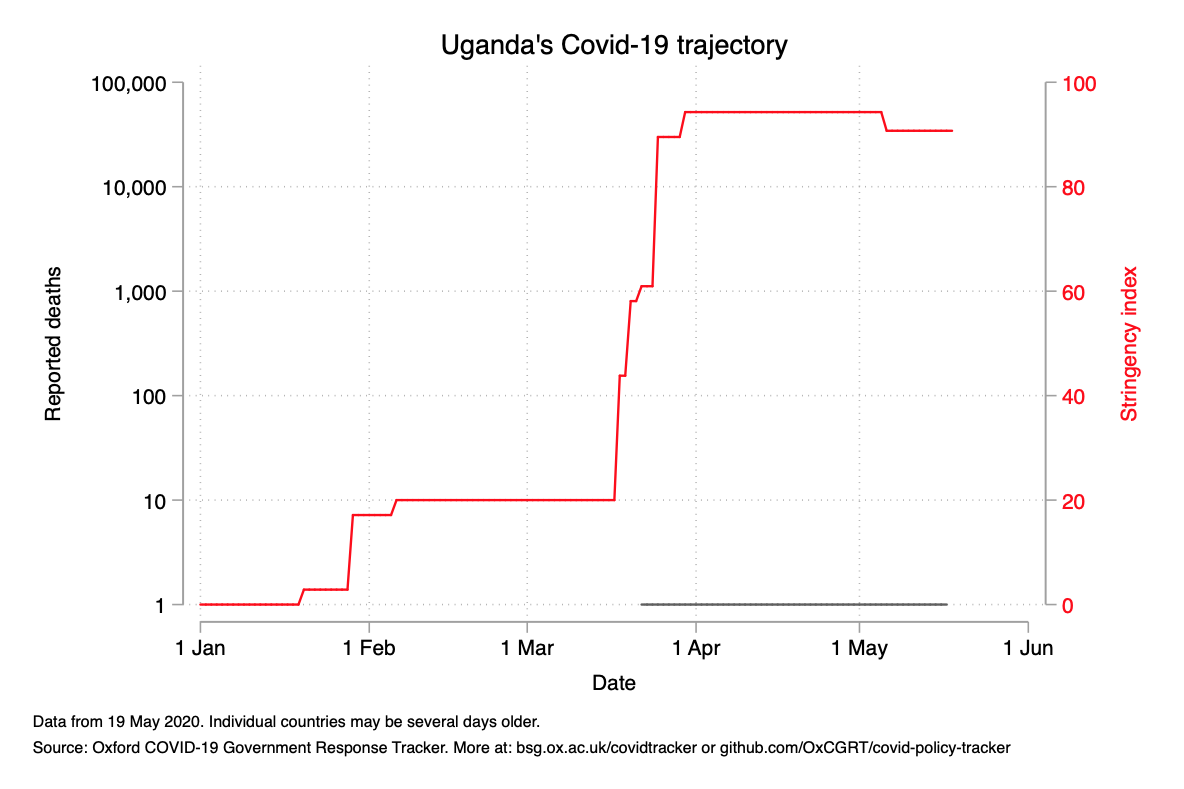 Uganda's Covid-19 trajectory
100,000
10,000
1,000
100
10
1
Reported deaths
100
80
60
40
20
0
Stringency index
1 Jan 1 Feb 1 Mar 1 Apr 1 May 1 Jun
Date
Data from 19 May 2020. Individual countries may be several days older.
Source: Oxford COVID-19 Government Response Tracker. More at: bsg.ox.ac.uk/covidtracker or github.com/OxCGRT/covid-policy-tracker